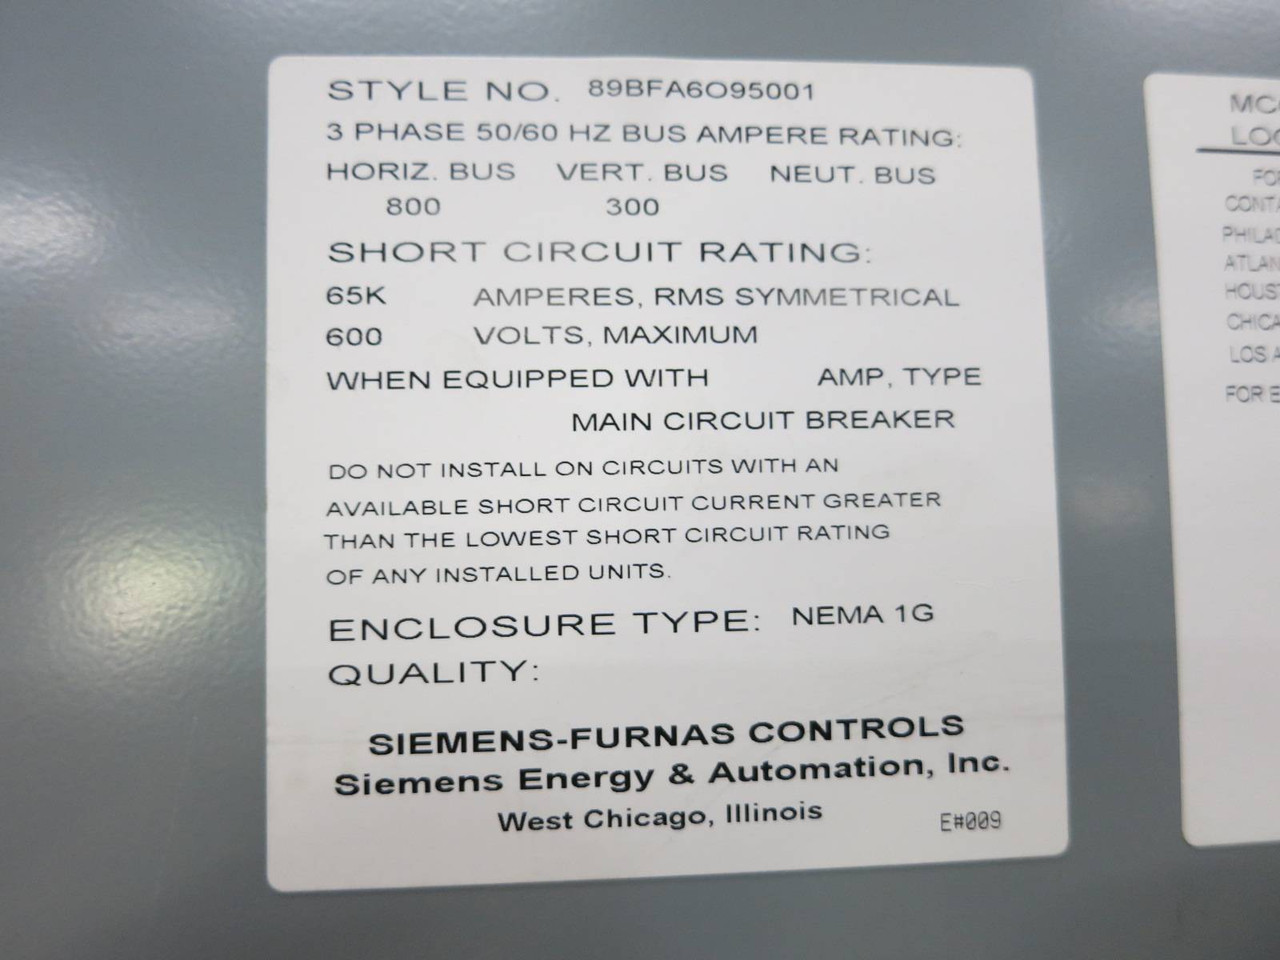 STYLE NO. 89BFA6O95001
3 PHASE 50/60 HZ BUS AMPERE RATING:
HORIZ. BUS VERT. BUS NEUT. BUS
800 300
SHORT CIRCUIT RATING:
65K AMPERES, RMS SYMMETRICAL
600 VOLTS, MAXIMUM
WHEN EQUIPPED WITH AMP, TYPE
MAIN CIRCUIT BREAKER
DO NOT INSTALL ON CIRCUITS WITH AN
AVAILABLE SHORT CIRCUIT CURRENT GREATER
THAN THE LOWEST SHORT CIRCUIT RATING
OF ANY INSTALLED UNITS.
ENCLOSURE TYPE: NEMA 1G
QUALITY:
SIEMENS-FURNAS CONTROLS
Siemens Energy & Automation, Inc.
West Chicago, Illinois
E#009
FOR